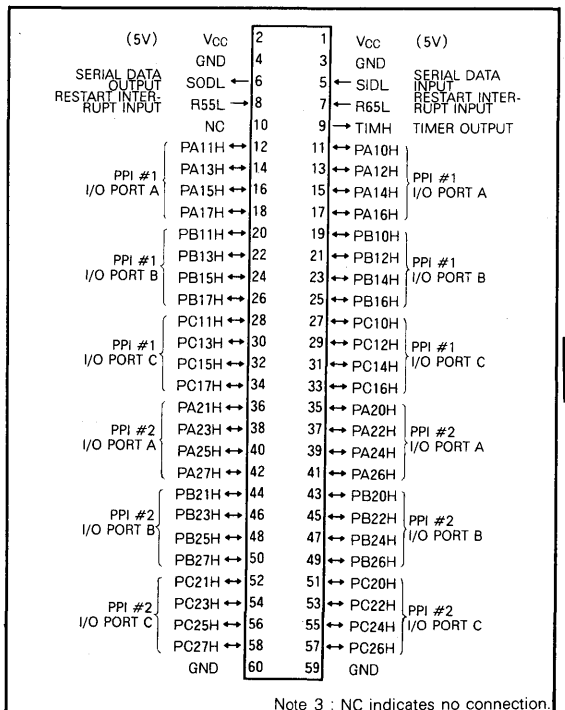 (5V) VCC 2 1 VCC (5V)
GND 4 3 GND
SERIAL DATA OUTPUT SODL ← 6 5 ← SIDL SERIAL DATA INPUT
RESTART INTERRUPT INPUT R55L → 8 7 ← R65L RESTART INTERRUPT INPUT
NC 10 9 → TIMH TIMER OUTPUT
PA11H ↔ 12 11 ↔ PA10H
PPI #1 PA13H ↔ 14 13 ↔ PA12H PPI #1
I/O PORT A PA15H ↔ 16 15 ↔ PA14H I/O PORT A
PA17H ↔ 18 17 ↔ PA16H
PB11H ↔ 20 19 ↔ PB10H
PPI #1 PB13H ↔ 22 21 ↔ PB12H PPI #1
I/O PORT B PB15H ↔ 24 23 ↔ PB14H I/O PORT B
PB17H ↔ 26 25 ↔ PB16H
PC11H ↔ 28 27 ↔ PC10H
PPI #1 PC13H ↔ 30 29 ↔ PC12H PPI #1
I/O PORT C PC15H ↔ 32 31 ↔ PC14H I/O PORT C
PC17H ↔ 34 33 ↔ PC16H
PA21H ↔ 36 35 ↔ PA20H
PPI #2 PA23H ↔ 38 37 ↔ PA22H PPI #2
I/O PORT A PA25H ↔ 40 39 ↔ PA24H I/O PORT A
PA27H ↔ 42 41 ↔ PA26H
PB21H ↔ 44 43 ↔ PB20H
PPI #2 PB23H ↔ 46 45 ↔ PB22H PPI #2
I/O PORT B PB25H ↔ 48 47 ↔ PB24H I/O PORT B
PB27H ↔ 50 49 ↔ PB26H
PC21H ↔ 52 51 ↔ PC20H
PPI #2 PC23H ↔ 54 53 ↔ PC22H PPI #2
I/O PORT C PC25H ↔ 56 55 ↔ PC24H I/O PORT C
PC27H ↔ 58 57 ↔ PC26H
GND 60 59 GND
Note 3 : NC indicates no connection.